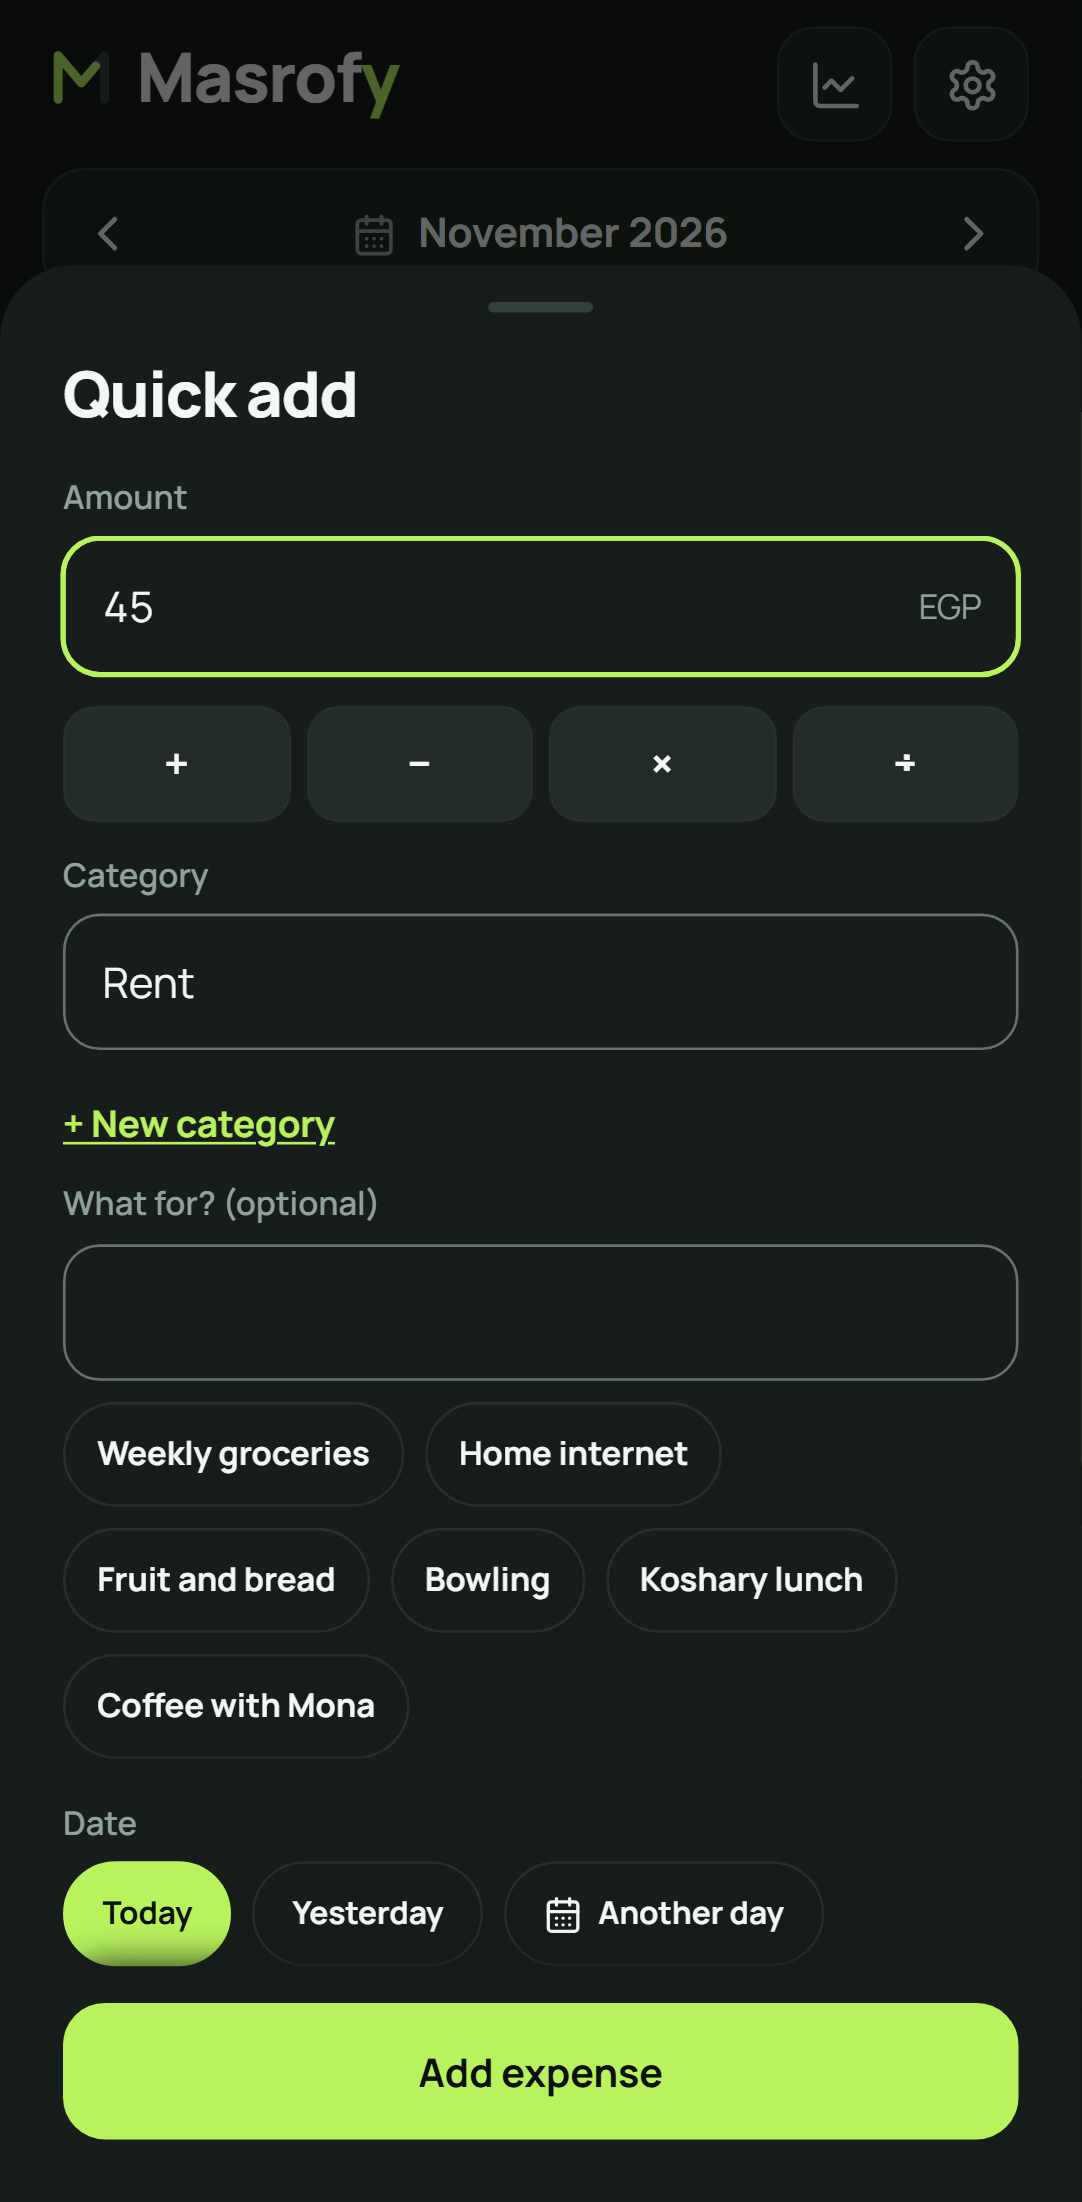 Masrofy
November 2026
Quick add
Amount
45 EGP
+ − × ÷
Category
Rent
+ New category
What for? (optional)
Weekly groceries Home internet
Fruit and bread Bowling Koshary lunch
Coffee with Mona
Date
Today Yesterday Another day
Add expense